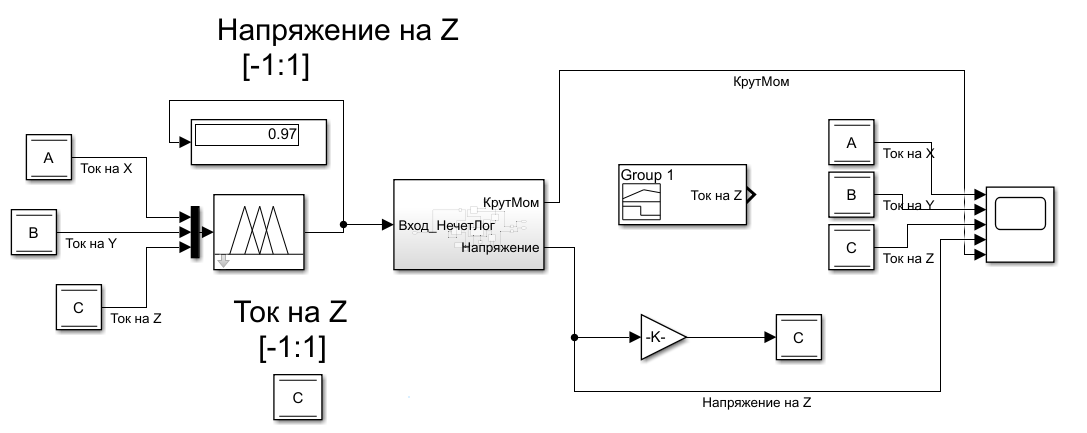 Напряжение на Z
[-1:1]
КрутМом
0.97
A
Ток на X
B
Ток на Y
C
Ток на Z
КрутМом
Вход_НечетЛог
Напряжение
Group 1
Ток на Z
A
Ток на X
B
Ток на Y
C
Ток на Z
Ток на Z
[-1:1]
C
-K-
C
Напряжение на Z